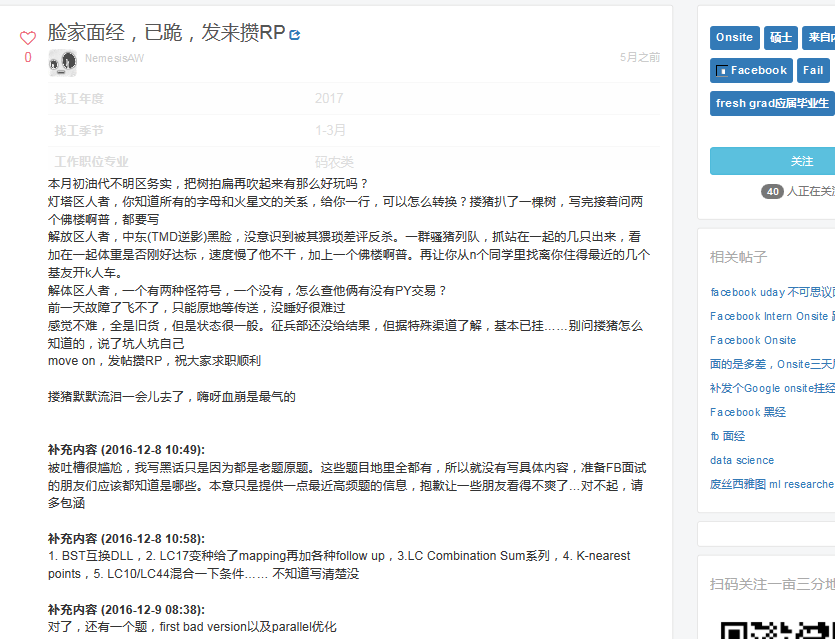 脸家面经，已跪，发来攒RP
0
NemesisAW
5月之前
找工年度
2017
找工季节
1-3月
工作职位专业
码农类
本月初油代不明区务实，把树拍扁再吹起来有那么好玩吗？
灯塔区人者，你知道所有的字母和火星文的关系，给你一行，可以怎么转换？搂猪扒了一棵树，写完接着问两
个佛楼啊普，都要写
解放区人者，中东(TMD逆影)黑脸，没意识到被其猥琐差评反杀。一群骚猪列队，抓站在一起的几只出来，看
加在一起体重是否刚好达标，速度慢了他不干，加上一个佛楼啊普。再让你从n个同学里找离你住得最近的几个
基友开k人车。
解体区人者，一个有两种怪符号，一个没有，怎么查他俩有没有PY交易？
前一天故障了飞不了，只能原地等传送，没睡好很难过
感觉不难，全是旧货，但是状态很一般。征兵部还没给结果，但据特殊渠道了解，基本已挂……别问搂猪怎么
知道的，说了坑人坑自己
move on，发帖攒RP，祝大家求职顺利
搂猪默默流泪一会儿去了，嗨呀血崩是最气的
补充内容 (2016-12-8 10:49):
被吐槽很尴尬，我写黑话只是因为都是老题原题。这些题目地里全都有，所以就没有写具体内容，准备FB面试
的朋友们应该都知道是哪些。本意只是提供一点最近高频题的信息，抱歉让一些朋友看得不爽了...对不起，请
多包涵
补充内容 (2016-12-8 10:58):
1. BST互换DLL，2. LC17变种给了mapping再加各种follow up，3.LC Combination Sum系列，4. K-nearest
points，5. LC10/LC44混合一下条件…… 不知道写清楚没
补充内容 (2016-12-9 08:38):
对了，还有一个题，first bad version以及parallel优化
Onsite
硕士
来自内
Facebook
Fail
fresh grad应届毕业生
关注
40 人正在关
相关帖子
facebook uday 不可思议
Facebook Intern Onsite
Facebook Onsite
面的是多差，Onsite三天
补发个Google onsite挂经
Facebook 黑经
fb 面经
data science
废丝西雅图 ml researche
扫码关注一亩三分地